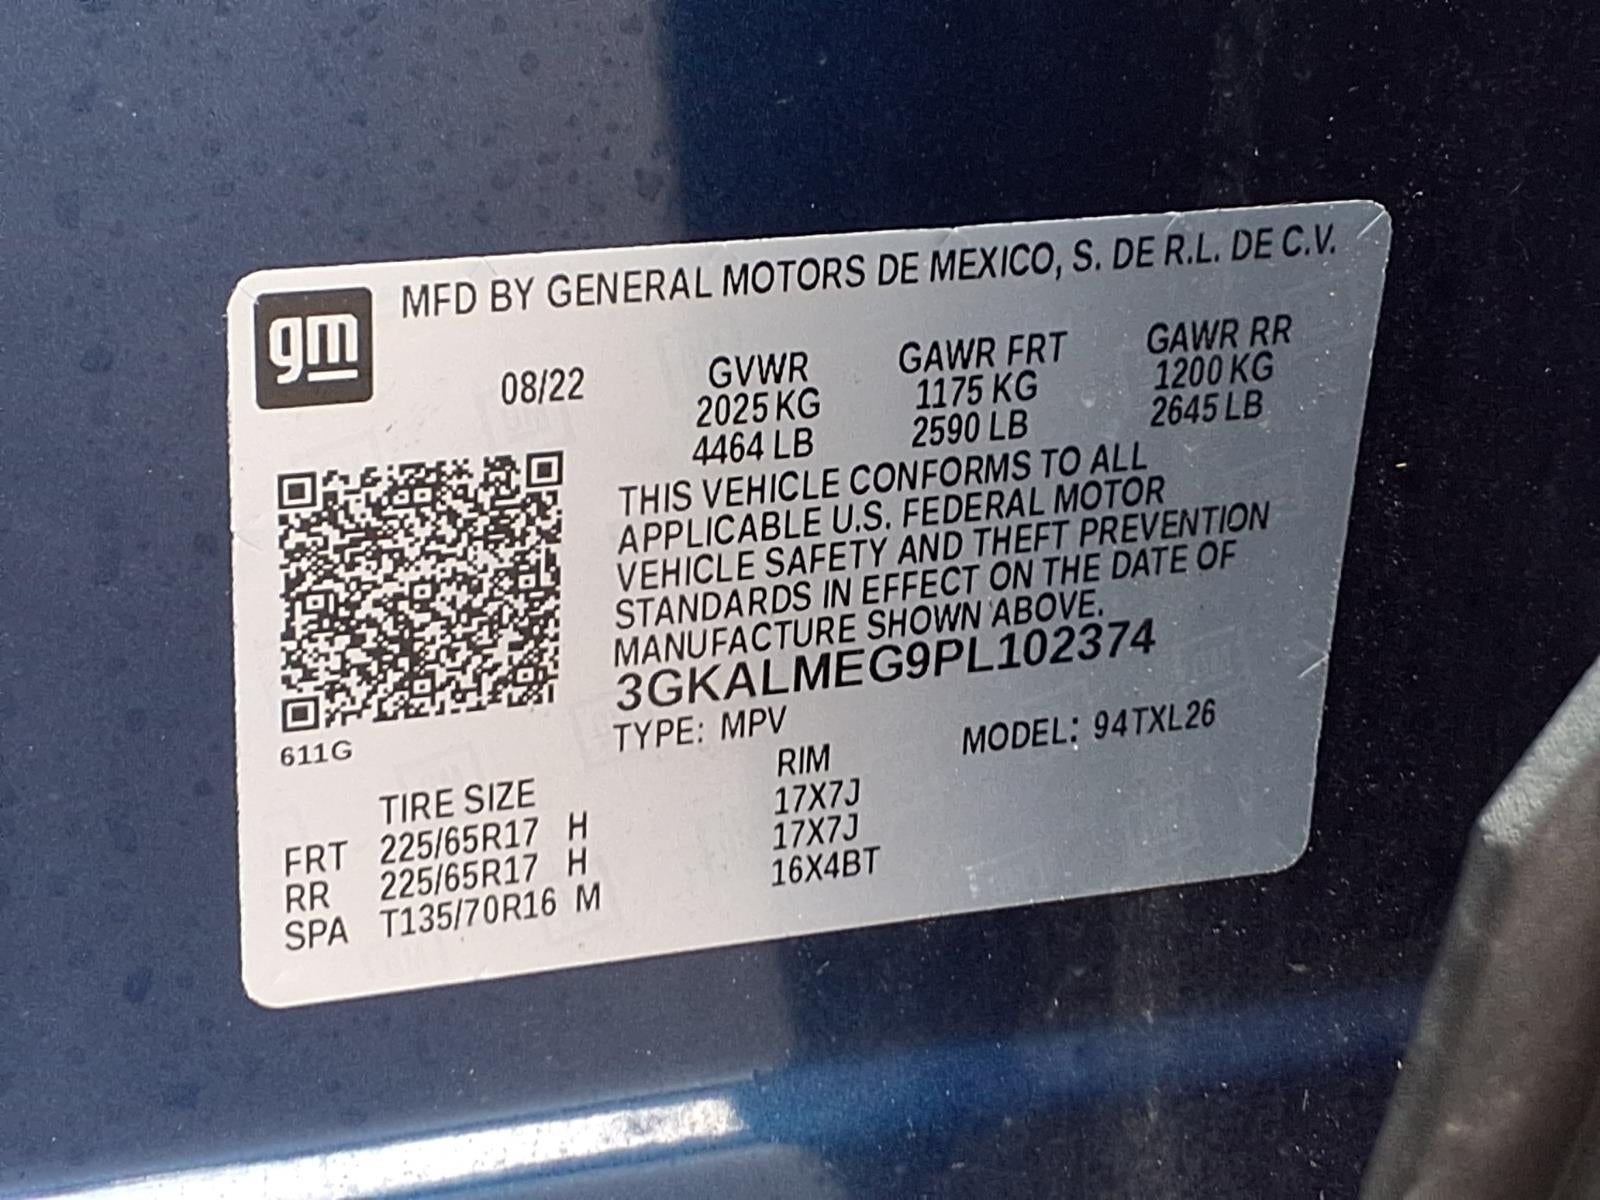 MFD BY GENERAL MOTORS DE MEXICO, S. DE R.L. DE C.V.
gm
08/22 GVWR GAWR FRT GAWR RR
2025 KG 1175 KG 1200 KG
4464 LB 2590 LB 2645 LB
THIS VEHICLE CONFORMS TO ALL
APPLICABLE U.S. FEDERAL MOTOR
VEHICLE SAFETY AND THEFT PREVENTION
STANDARDS IN EFFECT ON THE DATE OF
MANUFACTURE SHOWN ABOVE.
3GKALMEG9PL102374
611G
TYPE: MPV MODEL: 94TXL26
TIRE SIZE RIM
FRT 225/65R17 H 17X7J
RR 225/65R17 H 17X7J
SPA T135/70R16 M 16X4BT